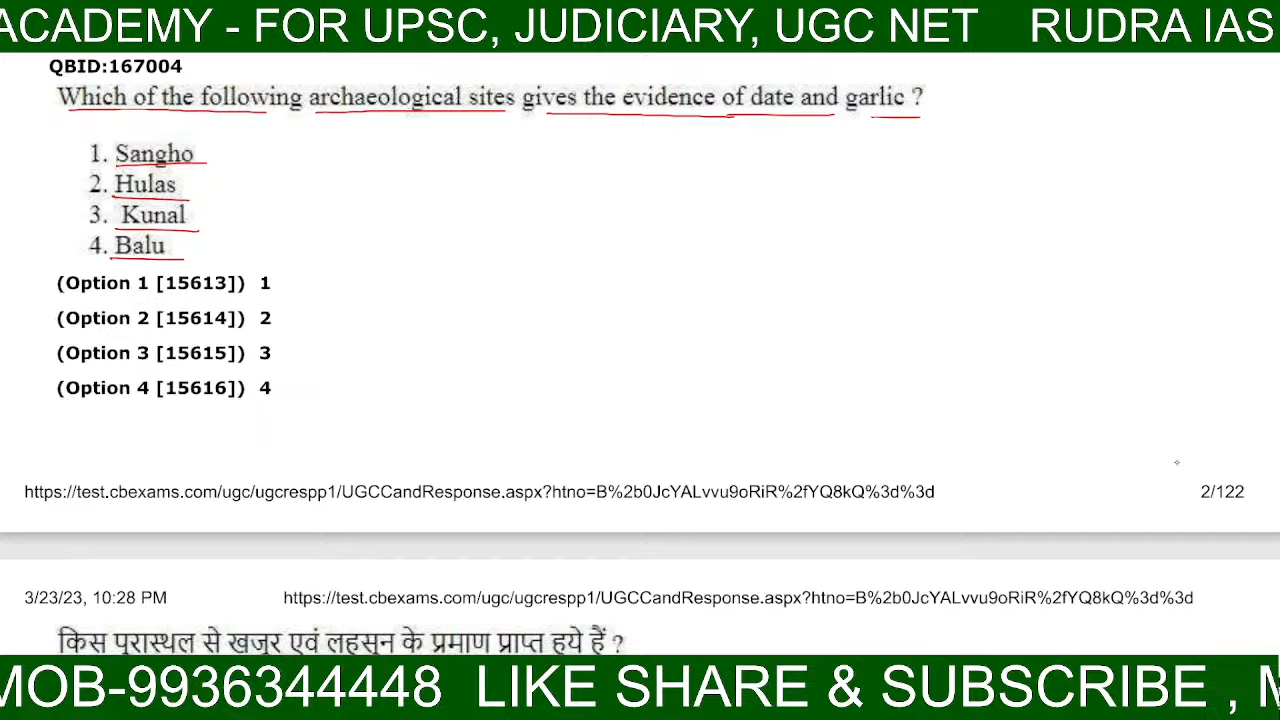 ACADEMY - FOR UPSC, JUDICIARY, UGC NET RUDRA IAS
QBID:167004
Which of the following archaeological sites gives the evidence of date and garlic ?
1. Sangho
2. Hulas
3. Kunal
4. Balu
(Option 1 [15613]) 1
(Option 2 [15614]) 2
(Option 3 [15615]) 3
(Option 4 [15616]) 4
https://test.cbexams.com/ugc/ugcrespp1/UGCCandResponse.aspx?htno=B%2b0JcYALvvu9oRiR%2fYQ8kQ%3d%3d 2/122
3/23/23, 10:28 PM https://test.cbexams.com/ugc/ugcrespp1/UGCCandResponse.aspx?htno=B%2b0JcYALvvu9oRiR%2fYQ8kQ%3d%3d
किस पुरास्थल से खजूर एवं लहसुन के प्रमाण प्राप्त हुये हैं ?
MOB-9936344448 LIKE SHARE & SUBSCRIBE , M